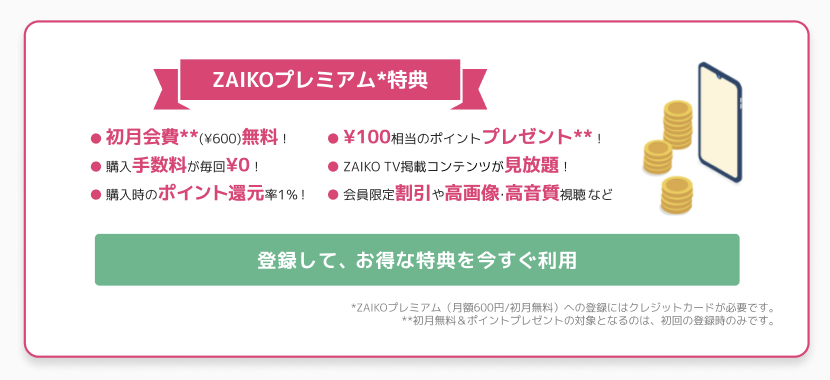 ZAIKOプレミアム*特典
● 初月会費**(¥600)無料！
● 購入手数料が毎回¥0！
● 購入時のポイント還元率1%！
● ¥100相当のポイントプレゼント**！
● ZAIKO TV掲載コンテンツが見放題！
● 会員限定割引や高画像·高音質視聴など
登録して、お得な特典を今すぐ利用
*ZAIKOプレミアム（月額600円/初月無料）への登録にはクレジットカードが必要です。
**初月無料＆ポイントプレゼントの対象となるのは、初回の登録時のみです。